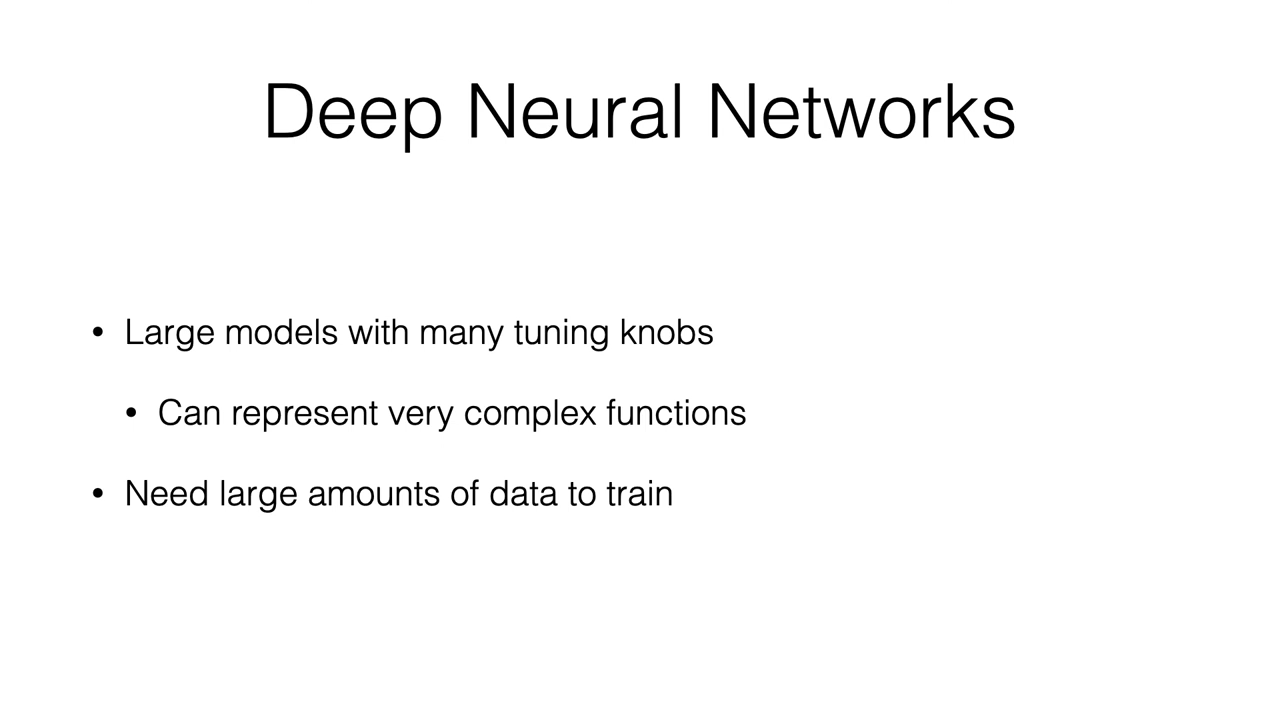 Deep Neural Networks
• Large models with many tuning knobs
• Can represent very complex functions
• Need large amounts of data to train